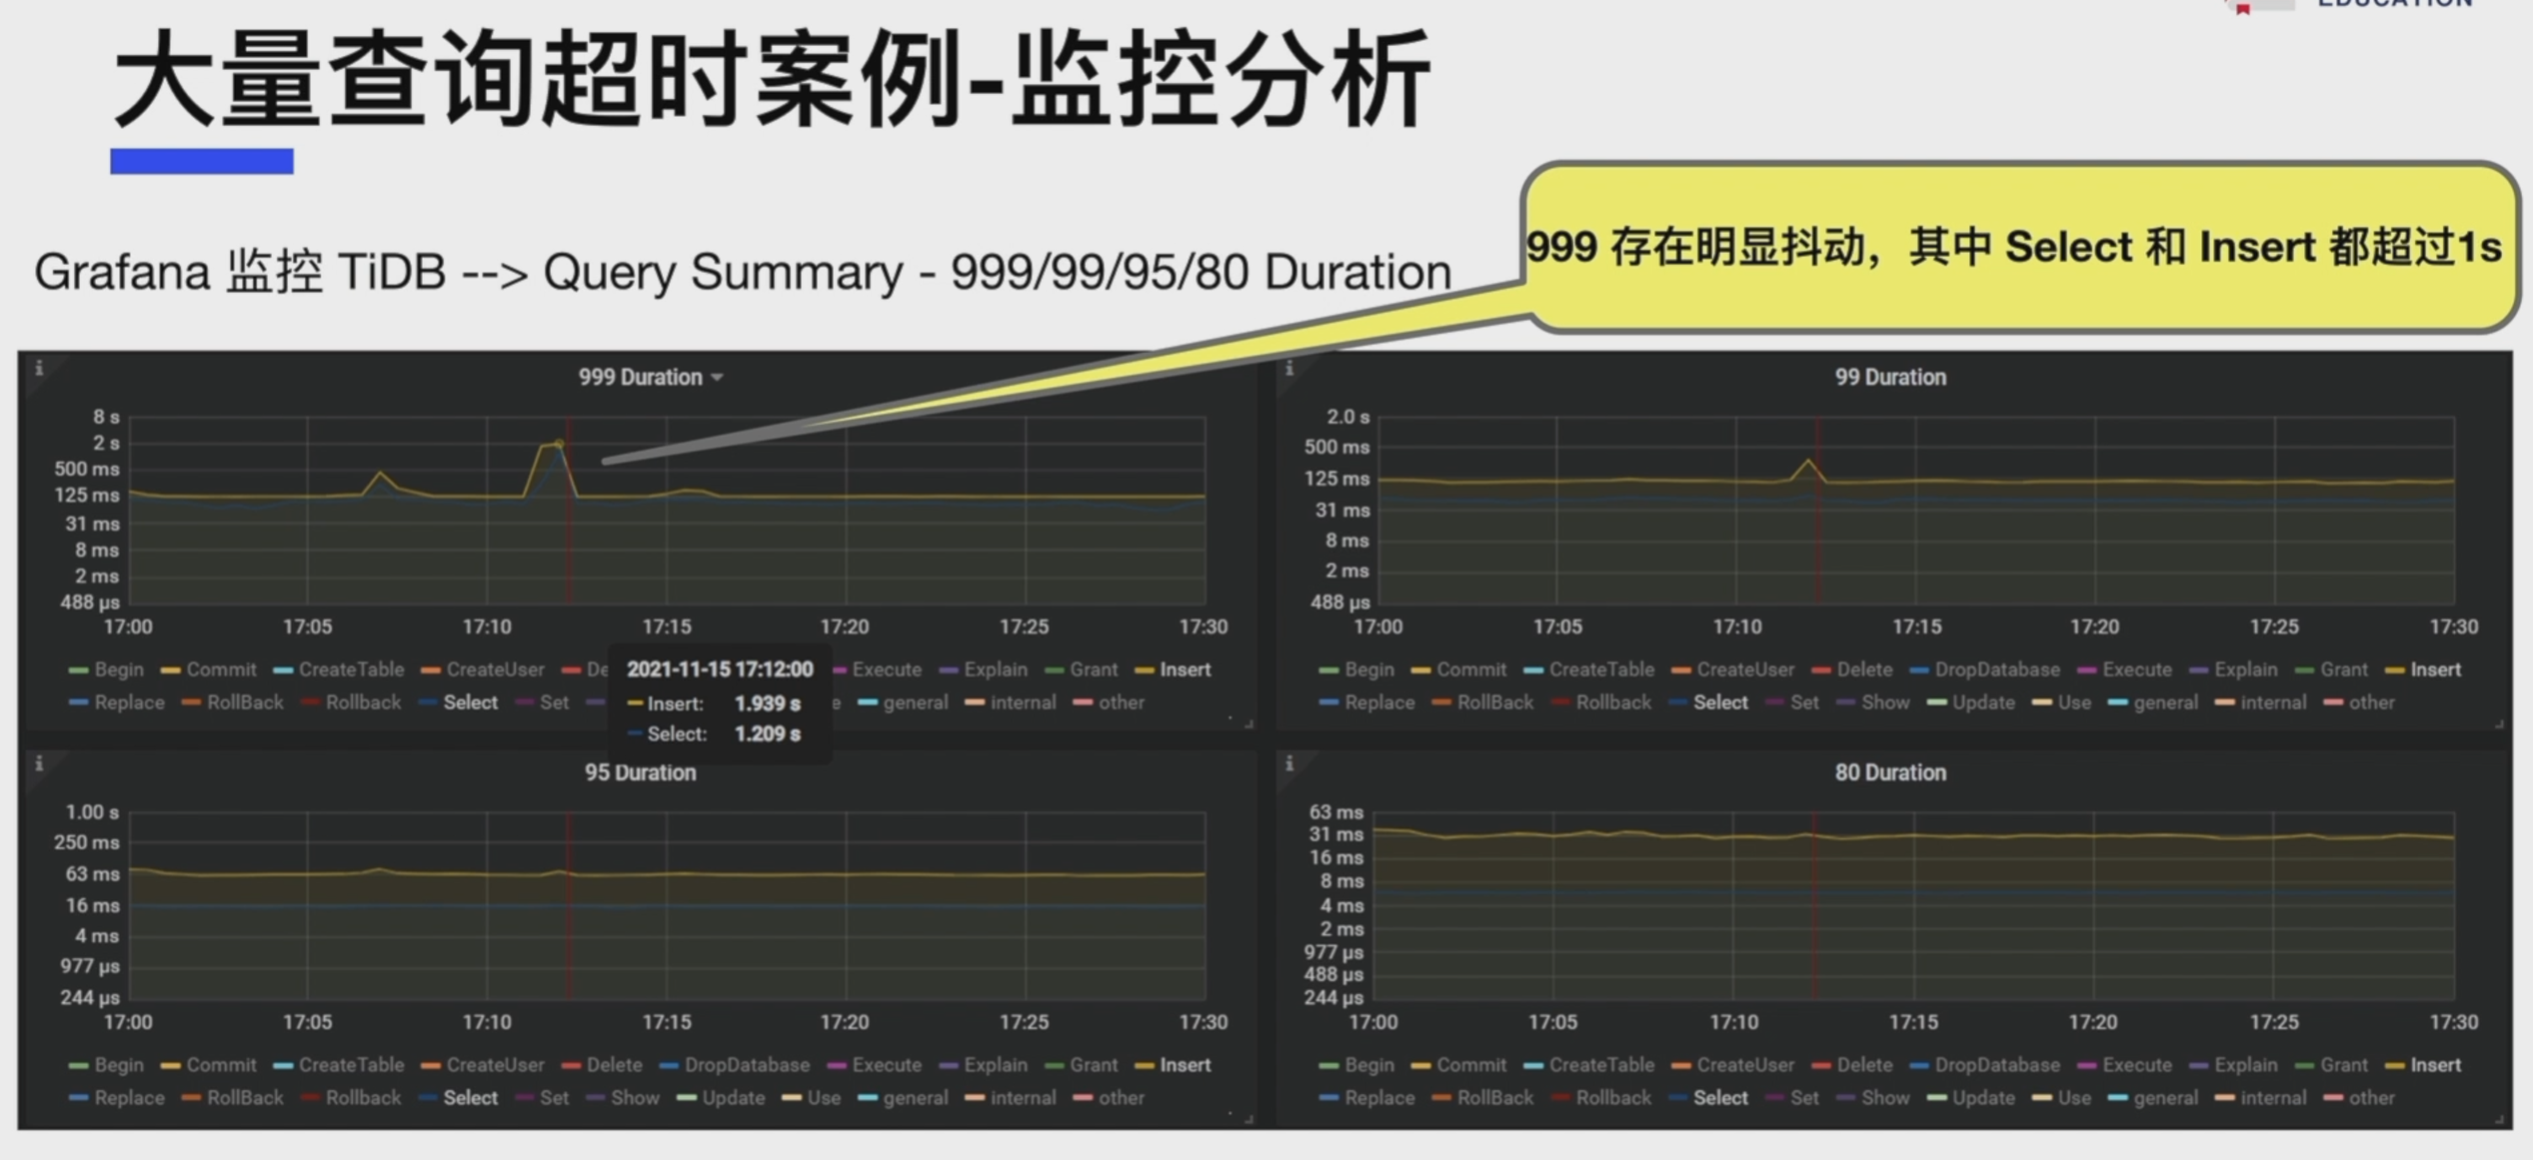 EDUCATION
大量查询超时案例-监控分析
999 存在明显抖动，其中 Select 和 Insert 都超过1s
Grafana 监控 TiDB --> Query Summary - 999/99/95/80 Duration
999 Duration
8 s
2 s
500 ms
125 ms
31 ms
8 ms
2 ms
488 µs
17:00 17:05 17:10 17:15 17:20 17:25 17:30
Begin Commit CreateTable CreateUser De Execute Explain Grant Insert
Replace RollBack Rollback Select Set e general internal other
2021-11-15 17:12:00
Insert: 1.939 s
Select: 1.209 s
99 Duration
2.0 s
500 ms
125 ms
31 ms
8 ms
2 ms
488 µs
17:00 17:05 17:10 17:15 17:20 17:25 17:30
Begin Commit CreateTable CreateUser Delete DropDatabase Execute Explain Grant Insert
Replace RollBack Rollback Select Set Show Update Use general internal other
95 Duration
1.00 s
250 ms
63 ms
16 ms
4 ms
977 µs
244 µs
17:00 17:05 17:10 17:15 17:20 17:25 17:30
Begin Commit CreateTable CreateUser Delete DropDatabase Execute Explain Grant Insert
Replace RollBack Rollback Select Set Show Update Use general internal other
80 Duration
63 ms
31 ms
16 ms
8 ms
4 ms
2 ms
977 µs
488 µs
244 µs
17:00 17:05 17:10 17:15 17:20 17:25 17:30
Begin Commit CreateTable CreateUser Delete DropDatabase Execute Explain Grant Insert
Replace RollBack Rollback Select Set Show Update Use general internal other